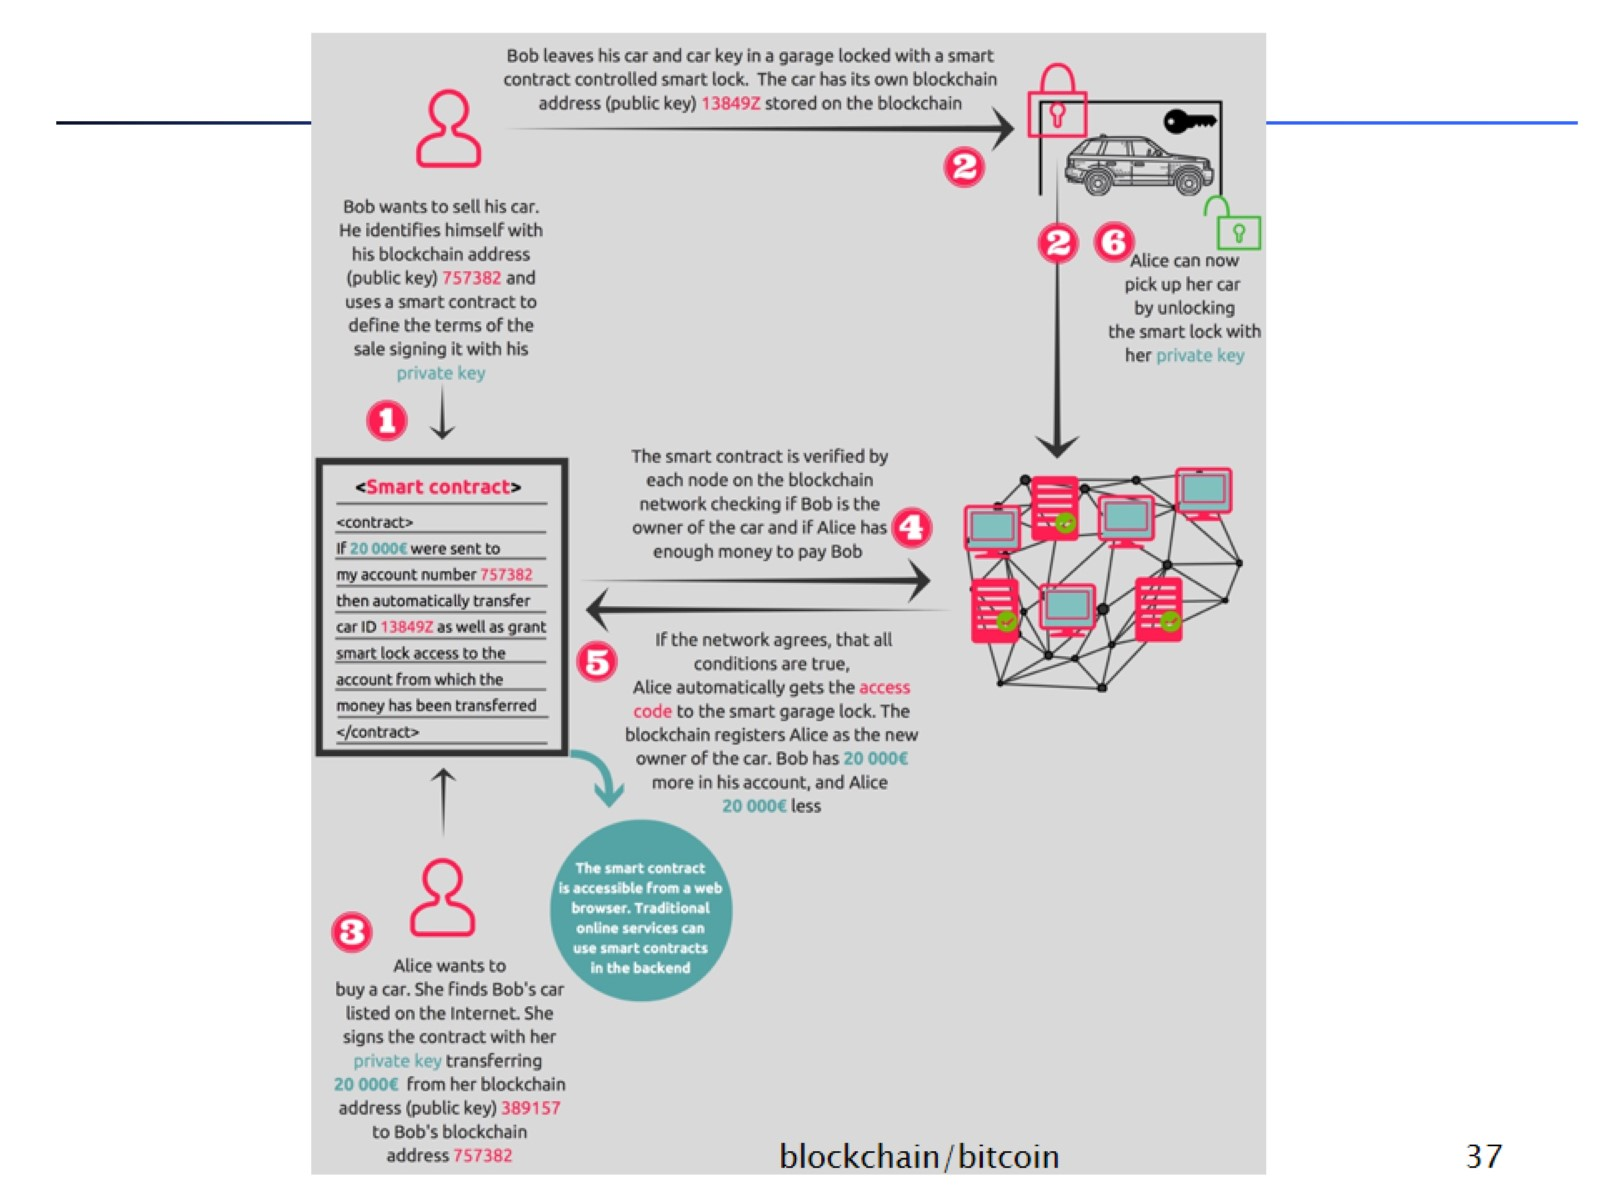 Bob leaves his car and car key in a garage locked with a smart
contract controlled smart lock. The car has its own blockchain
address (public key) 13849Z stored on the blockchain
2
Bob wants to sell his car.
He identifies himself with
his blockchain address
(public key) 757382 and
uses a smart contract to
define the terms of the
sale signing it with his
private key
1
2
6
Alice can now
pick up her car
by unlocking
the smart lock with
her private key
<Smart contract>
<contract>
If 20 000€ were sent to
my account number 757382
then automatically transfer
car ID 13849Z as well as grant
smart lock access to the
account from which the
money has been transferred
</contract>
The smart contract is verified by
each node on the blockchain
network checking if Bob is the
owner of the car and if Alice has
enough money to pay Bob
4
5
If the network agrees, that all
conditions are true,
Alice automatically gets the access
code to the smart garage lock. The
blockchain registers Alice as the new
owner of the car. Bob has 20 000€
more in his account, and Alice
20 000€ less
The smart contract
is accessible from a web
browser. Traditional
online services can
use smart contracts
in the backend
3
Alice wants to
buy a car. She finds Bob's car
listed on the Internet. She
signs the contract with her
private key transferring
20 000€ from her blockchain
address (public key) 389157
to Bob's blockchain
address 757382
blockchain/bitcoin
37